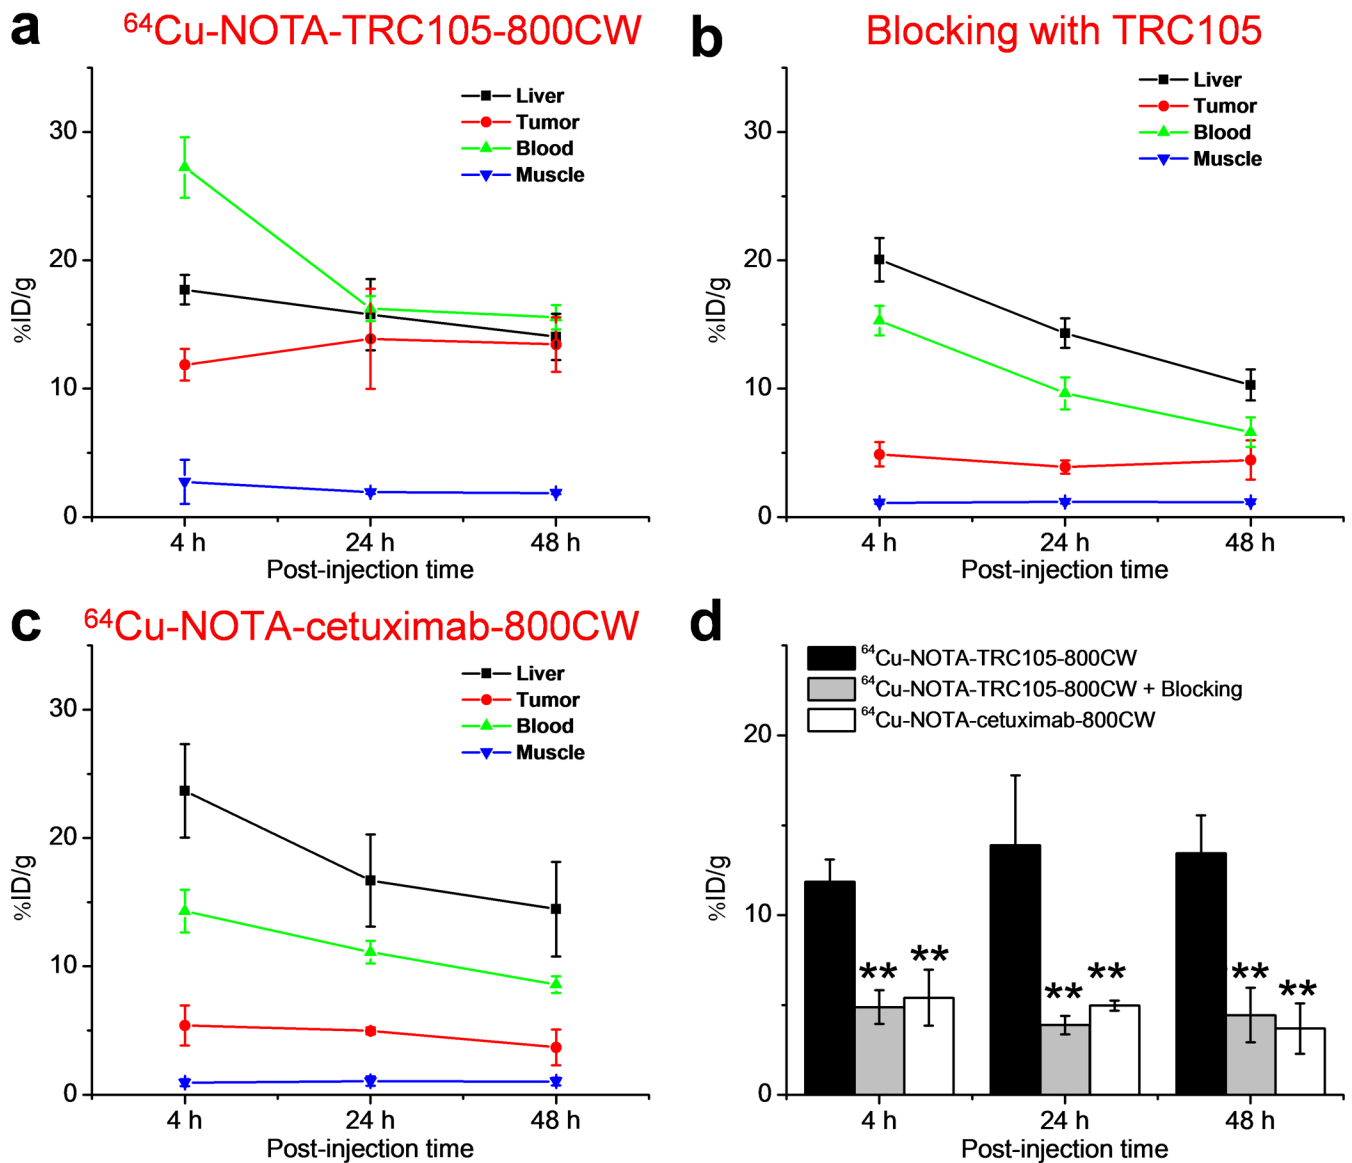 a
⁶⁴Cu-NOTA-TRC105-800CW
Liver
Tumor
Blood
Muscle
30
20
10
0
%ID/g
4 h 24 h 48 h
Post-injection time
b
Blocking with TRC105
Liver
Tumor
Blood
Muscle
30
20
10
0
%ID/g
4 h 24 h 48 h
Post-injection time
c
⁶⁴Cu-NOTA-cetuximab-800CW
Liver
Tumor
Blood
Muscle
30
20
10
0
%ID/g
4 h 24 h 48 h
Post-injection time
d
⁶⁴Cu-NOTA-TRC105-800CW
⁶⁴Cu-NOTA-TRC105-800CW + Blocking
⁶⁴Cu-NOTA-cetuximab-800CW
20
10
0
%ID/g
** ** ** ** ** **
4 h 24 h 48 h
Post-injection time